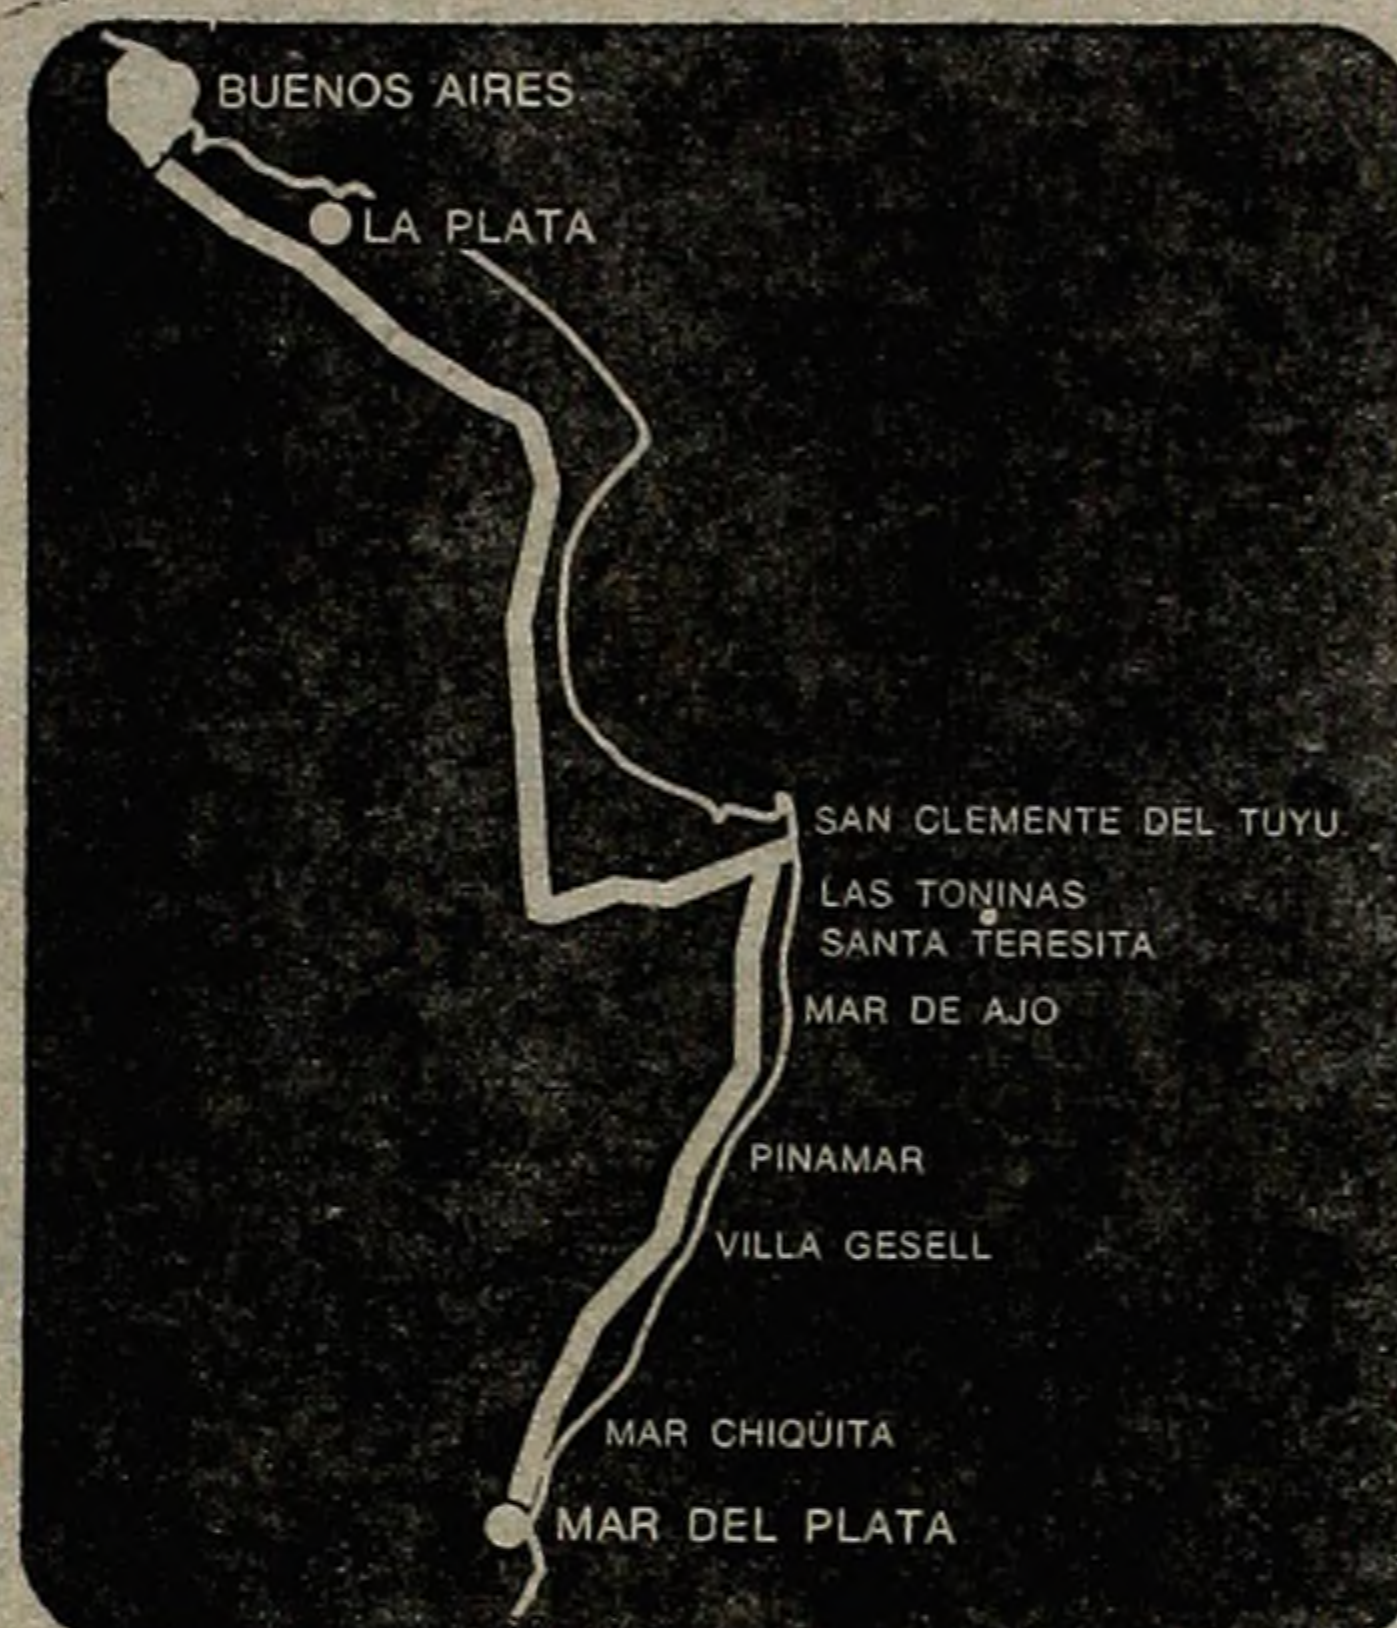 BUENOS AIRES
LA PLATA
SAN CLEMENTE DEL TUYU
LAS TONINAS
SANTA TERESITA
MAR DE AJO
PINAMAR
VILLA GESELL
MAR CHIQUITA
MAR DEL PLATA